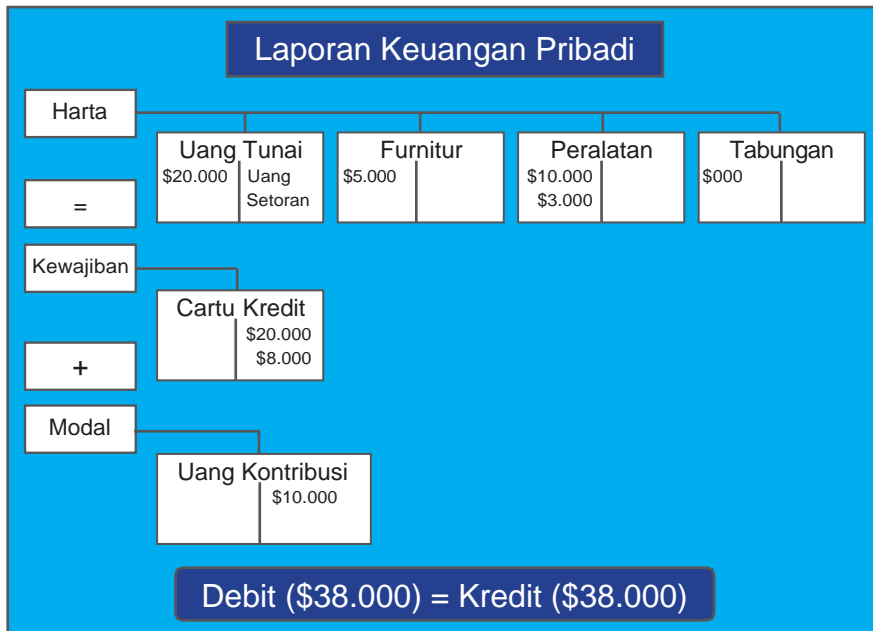 Laporan Keuangan Pribadi
Harta
Uang Tunai
$20.000 Uang
Setoran
Furnitur
$5.000
Peralatan
$10.000
$3.000
Tabungan
$000
=
Kewajiban
Cartu Kredit
$20.000
$8.000
+
Modal
Uang Kontribusi
$10.000
Debit ($38.000) = Kredit ($38.000)